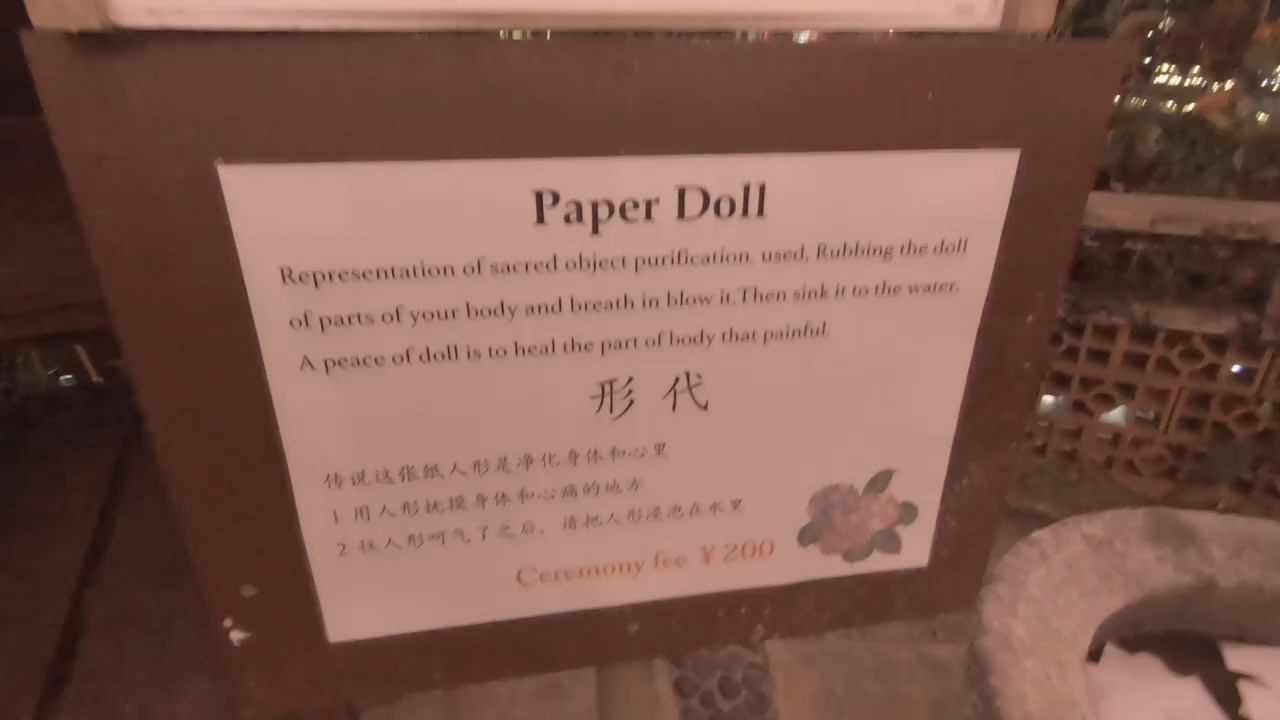 Paper Doll
Representation of sacred object purification. used, Rubbing the doll
of parts of your body and breath in blow it.Then sink it to the water.
A peace of doll is to heal the part of body that painful.
形代
传说这张纸人形是净化身体和心里
1 用人形抚摸身体和心痛的地方
2 往人形呵气了之后，请把人形浸泡在水里
Ceremony fee ￥200